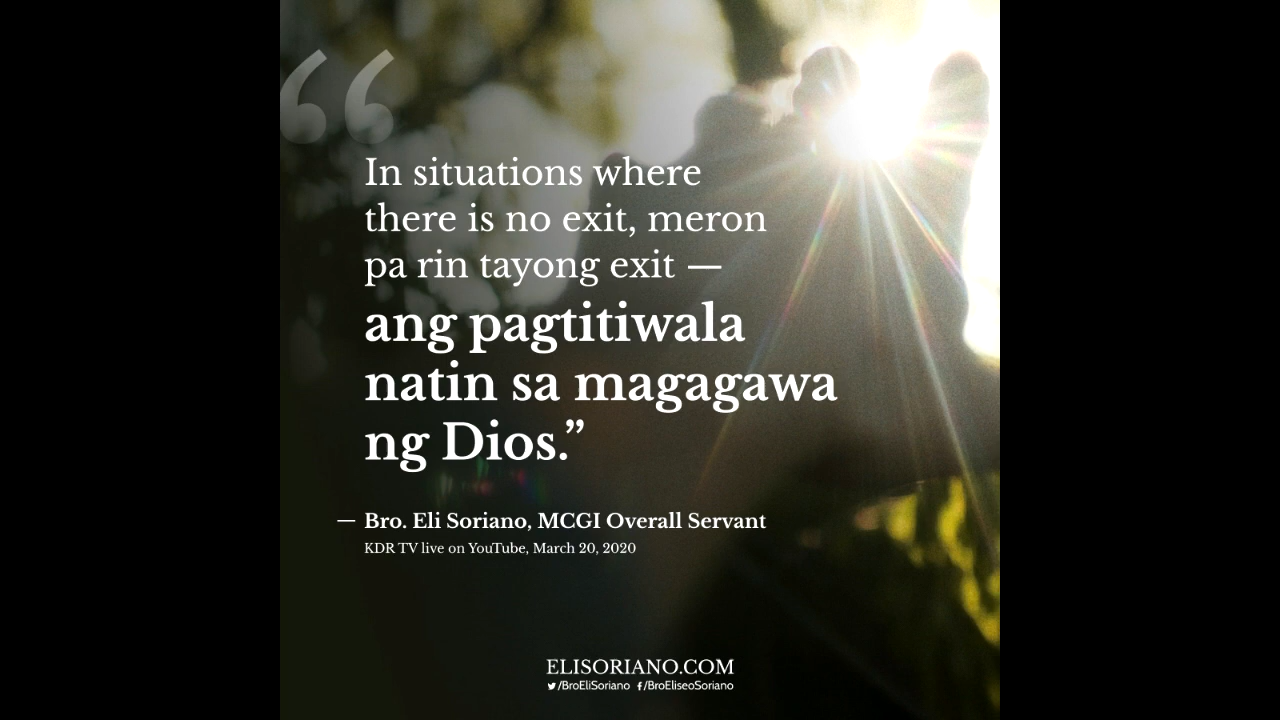 “
In situations where
there is no exit, meron
pa rin tayong exit —
ang pagtitiwala
natin sa magagawa
ng Dios.”
— Bro. Eli Soriano, MCGI Overall Servant
KDR TV live on YouTube, March 20, 2020
ELISORIANO.COM
/BroEliSoriano /BroEliseoSoriano